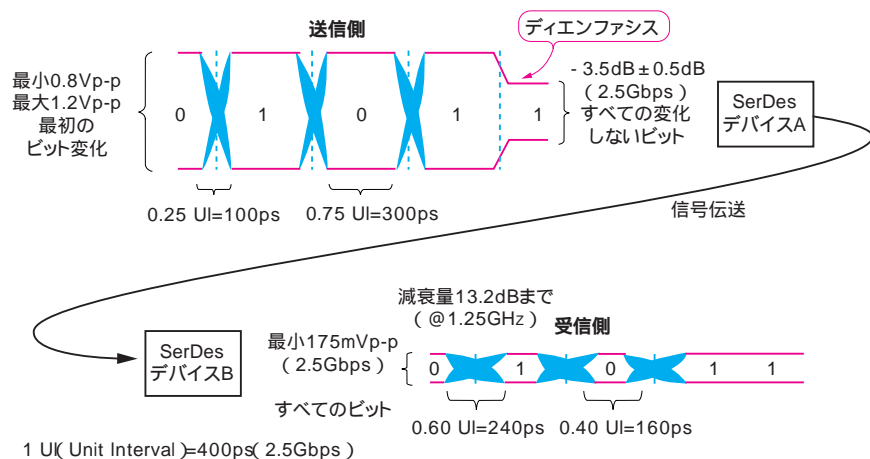 送信側
ディエンファシス
最小0.8Vp-p
最大1.2Vp-p
最初の
ビット変化
0 1 0 1 1
- 3.5dB±0.5dB
(2.5Gbps)
すべての変化
しないビット
SerDes
デバイスA
0.25 UI=100ps
0.75 UI=300ps
信号伝送
減衰量13.2dBまで
(@1.25GHz)
受信側
SerDes
デバイスB
最小175mVp-p
(2.5Gbps)
すべてのビット
0 1 0 1 1
0.60 UI=240ps
0.40 UI=160ps
1 UI(Unit Interval)=400ps(2.5Gbps)